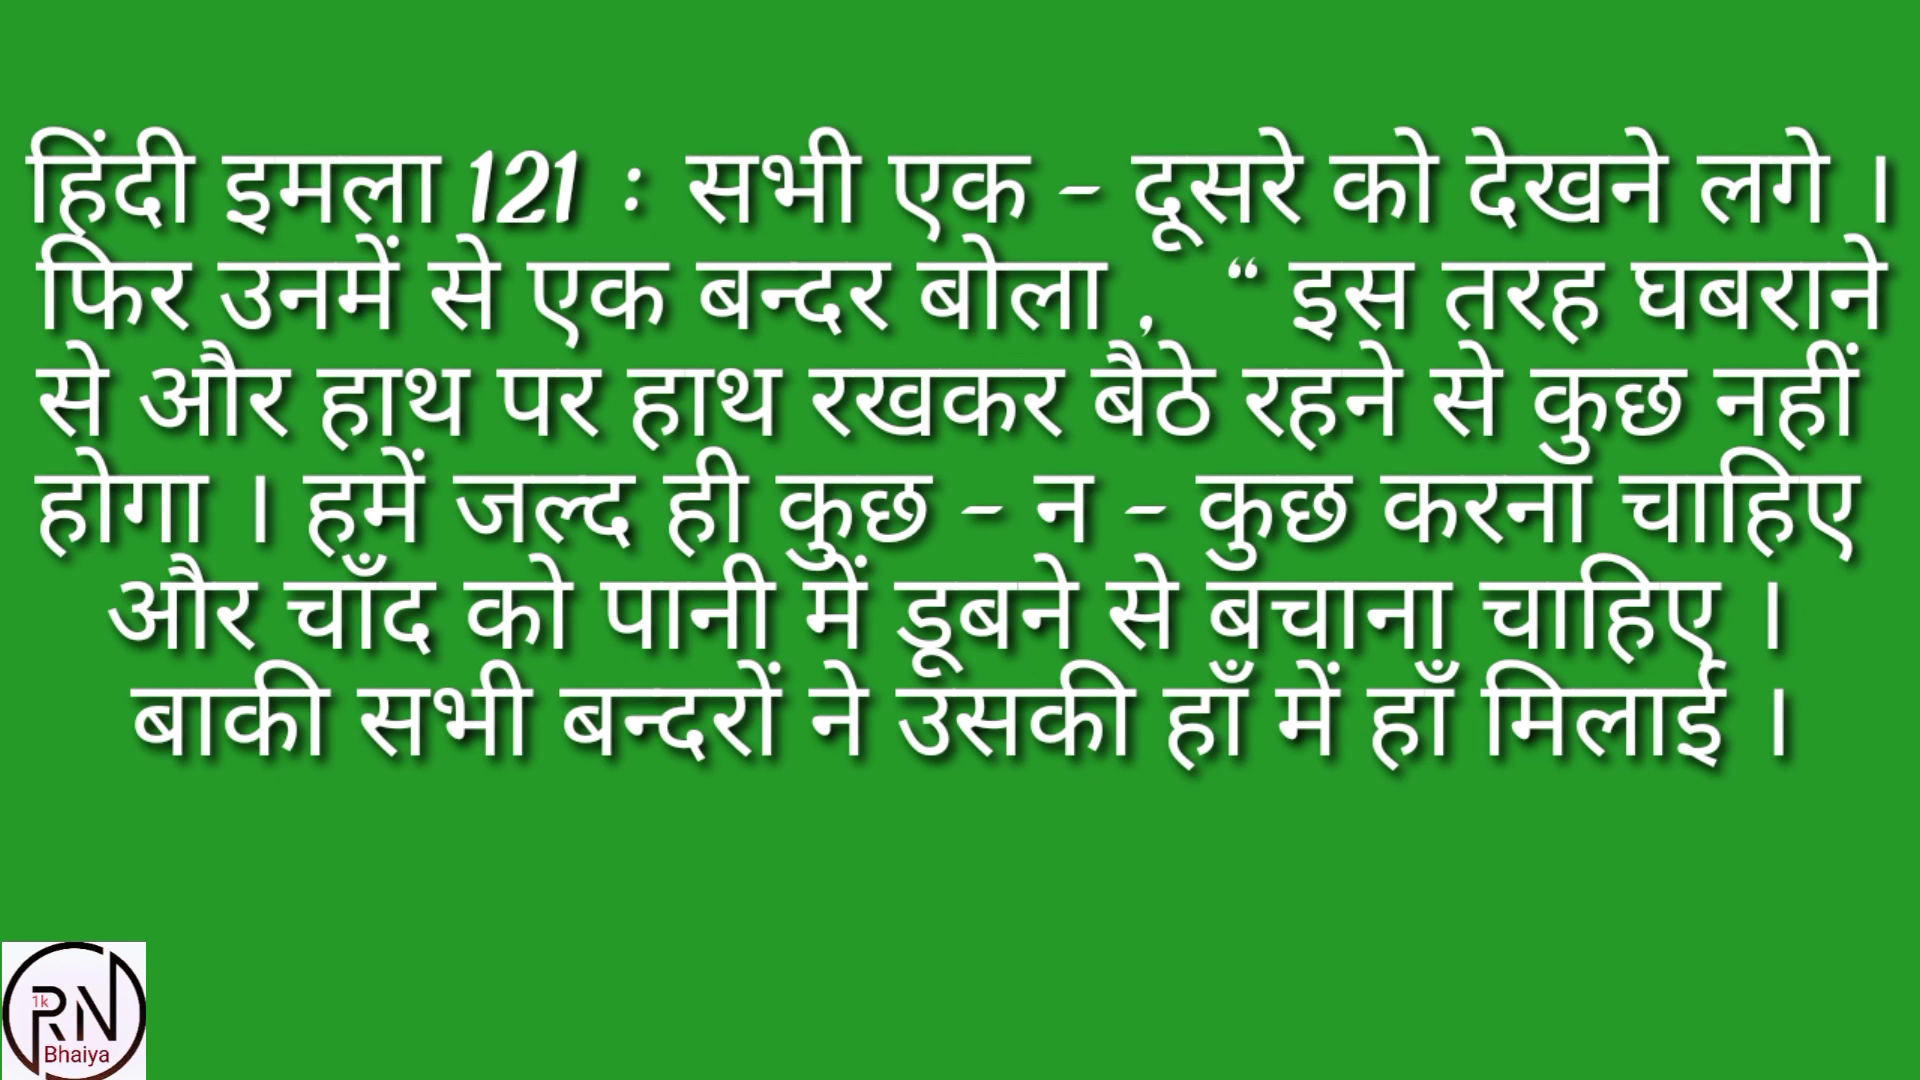 हिंदी इमला 121 : सभी एक - दूसरे को देखने लगे ।
फिर उनमें से एक बन्दर बोला , “ इस तरह घबराने
से और हाथ पर हाथ रखकर बैठे रहने से कुछ नहीं
होगा । हमें जल्द ही कुछ - न - कुछ करना चाहिए
और चाँद को पानी में डूबने से बचाना चाहिए ।
बाकी सभी बन्दरों ने उसकी हाँ में हाँ मिलाई ।
1k
RN
Bhaiya